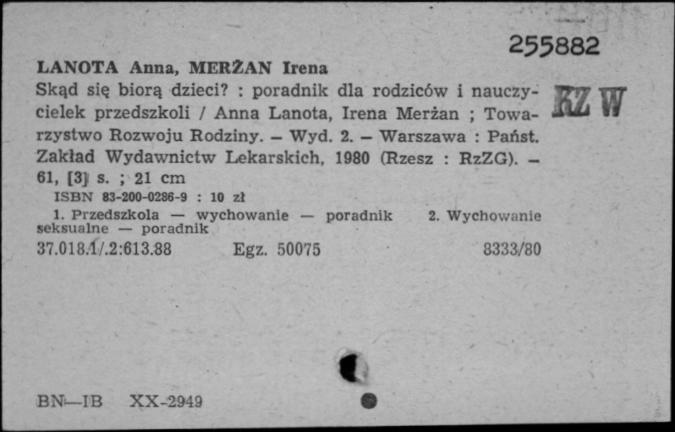 255882
LANOTA Anna, MERŻAN Irena
Skąd się biorą dzieci? : poradnik dla rodziców i nauczy-
cielek przedszkoli / Anna Lanota, Irena Merżan ; Towa-
RZ W
rzystwo Rozwoju Rodziny. — Wyd. 2. — Warszawa : Państ.
Zakład Wydawnictw Lekarskich, 1980 (Rzesz : RzZG). —
61, [3] s. ; 21 cm
ISBN 83-200-0286-9 : 10 zł
1. Przedszkola — wychowanie — poradnik 2. Wychowanie
seksualne — poradnik
37.018.1/.2:613.88 Egz. 50075 8333/80
BN—IB XX-2949